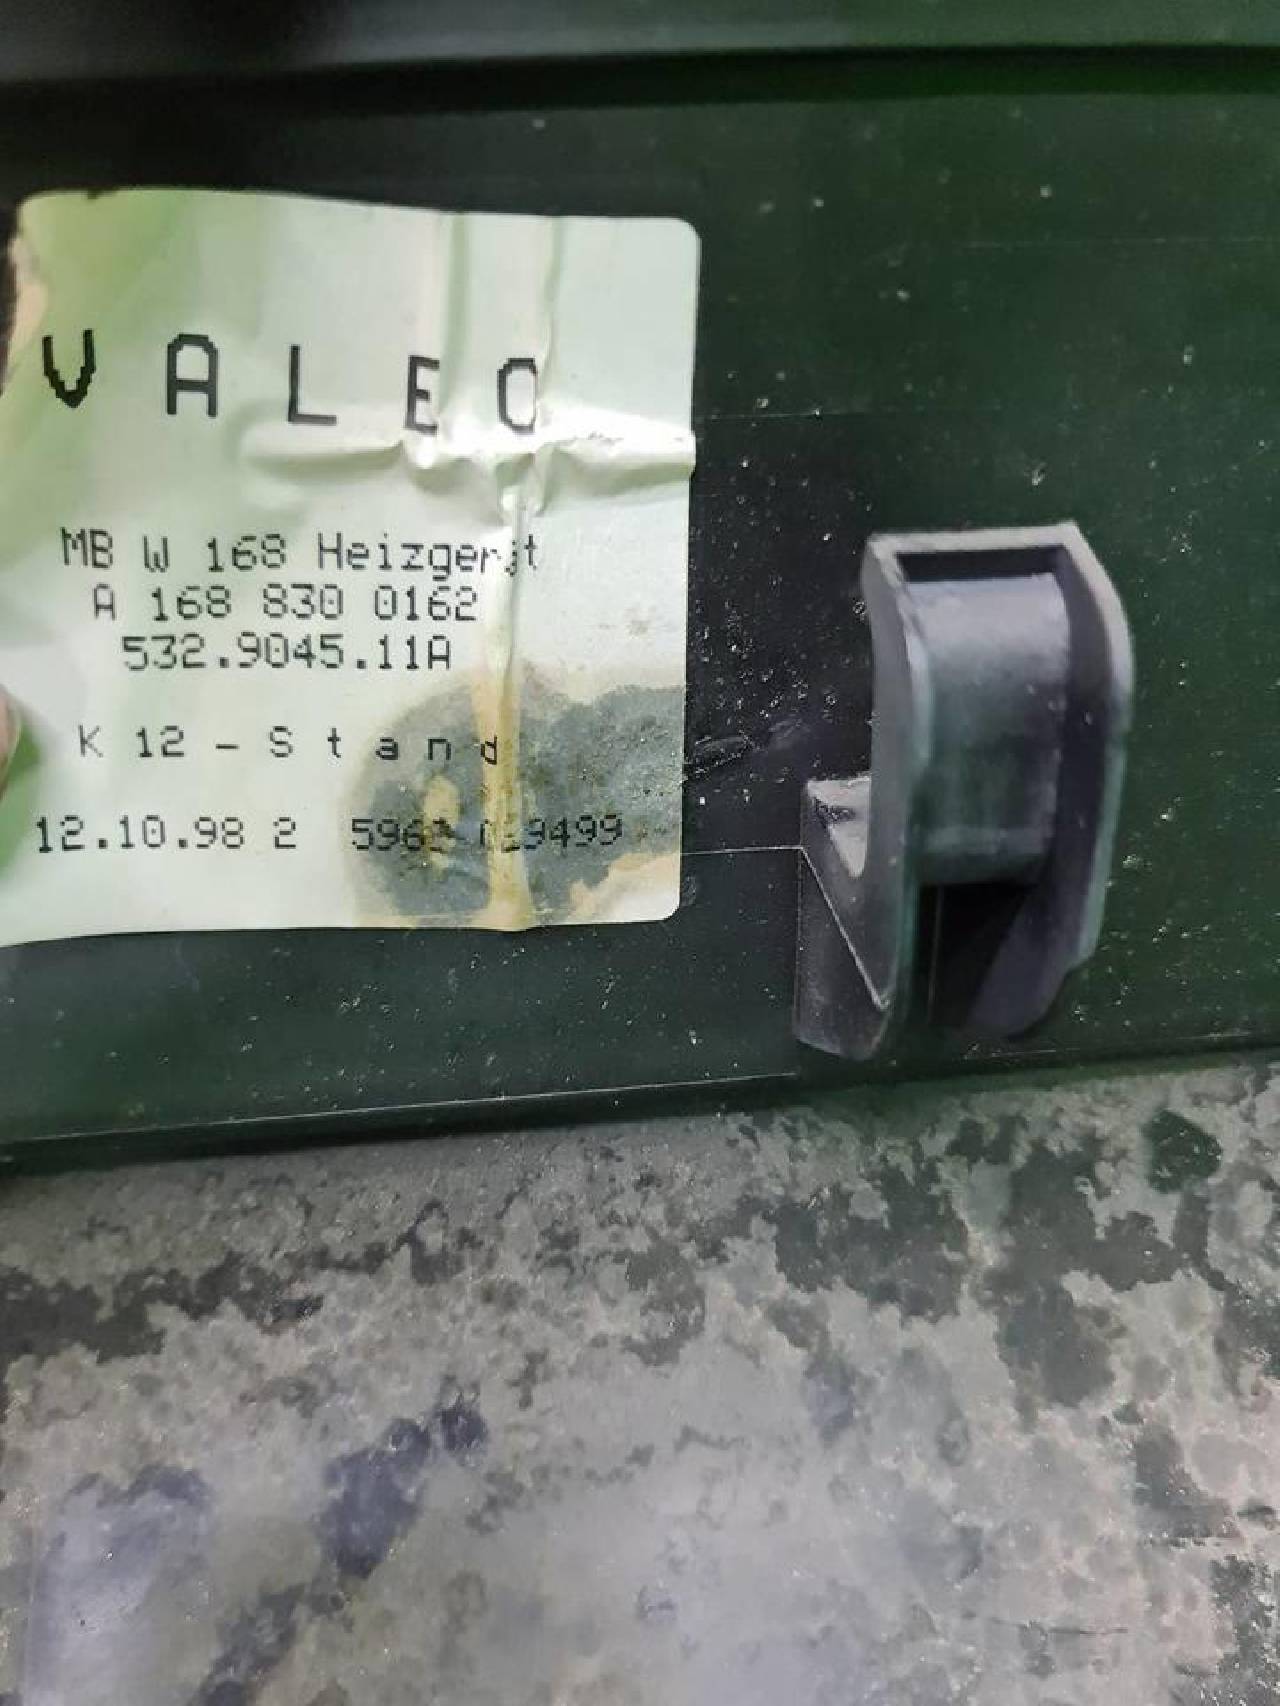 VALEO
MB W 168 Heizgerät
A 168 830 0162
532.9045.11A
K 12 - Stand
12.10.98 2